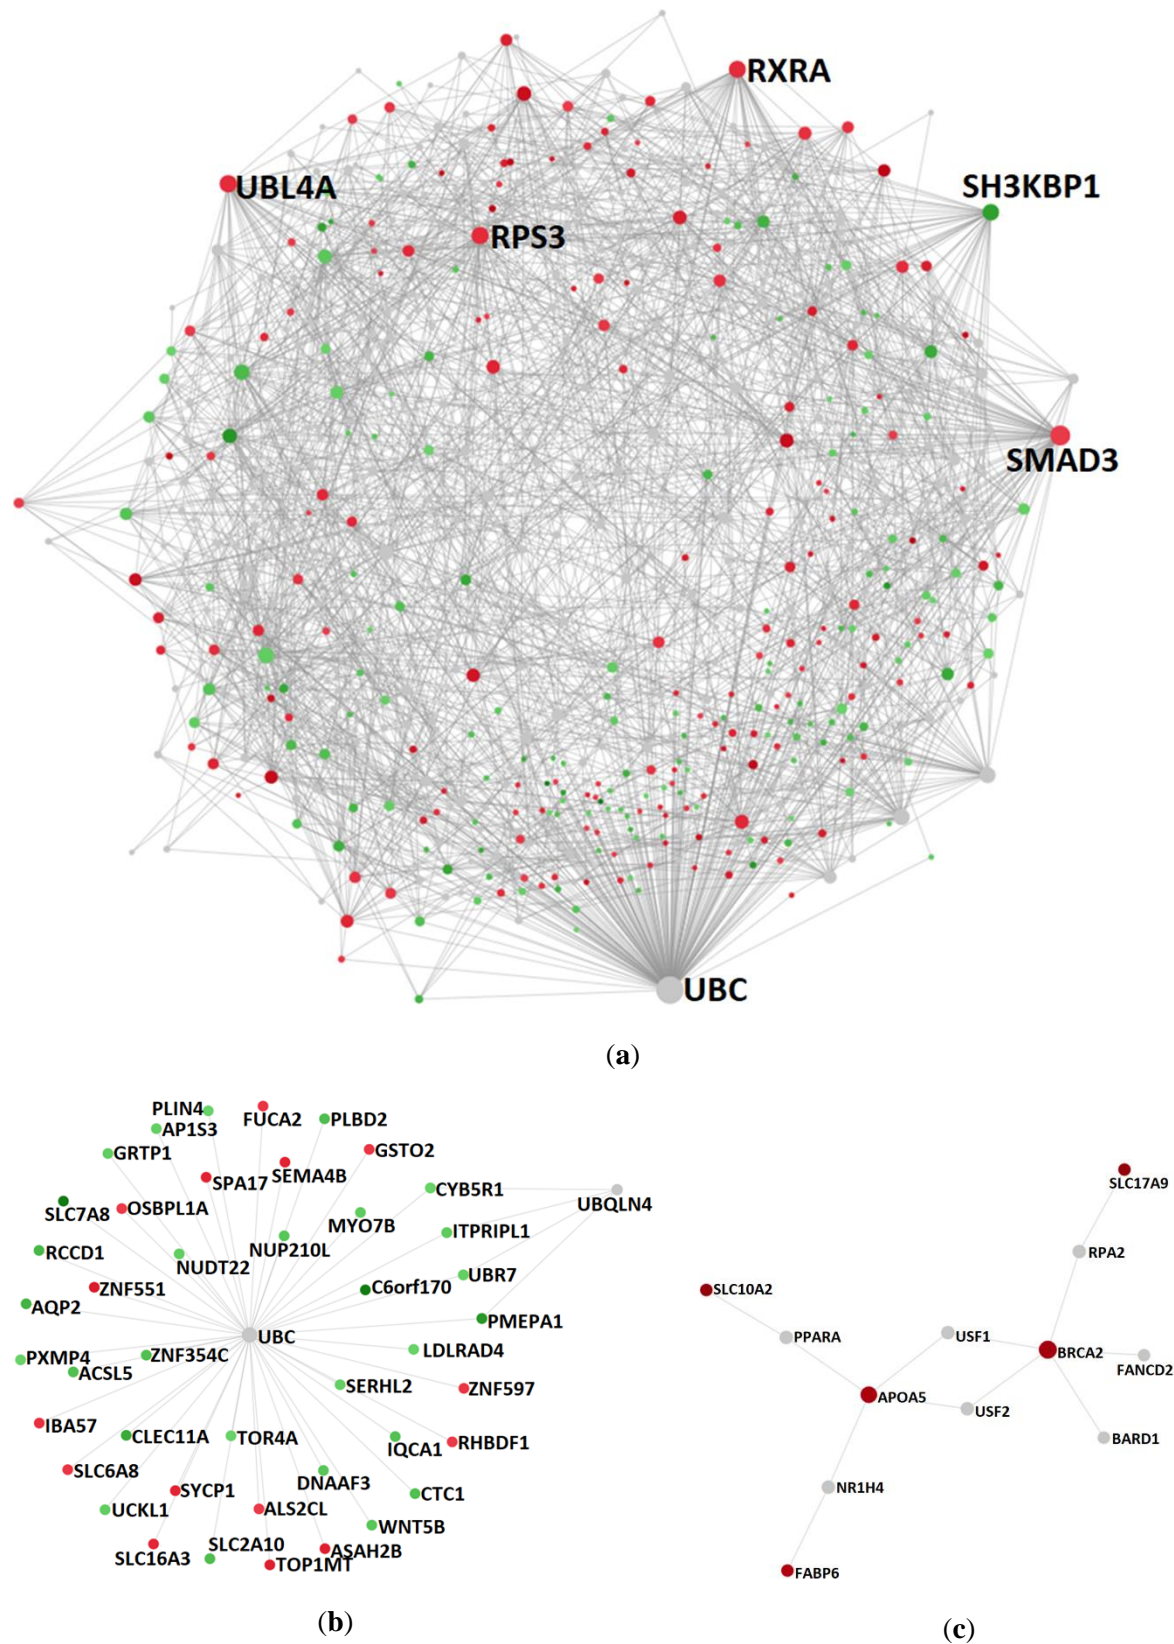 RXRA
UBL4A
SH3KBP1
RPS3
SMAD3
UBC
(a)
PLIN4
FUCA2
PLBD2
AP1S3
GRTP1
GSTO2
SPA17
SEMA4B
CYB5R1
UBQLN4
SLC7A8
OSBPL1A
MYO7B
ITPRIPL1
RCCD1
NUDT22
NUP210L
UBR7
ZNF551
C6orf170
AQP2
PMEPA1
UBC
PXMP4
ZNF354C
LDLRAD4
ACSL5
SERHL2
ZNF597
IBA57
CLEC11A
TOR4A
IQCA1
RHBDF1
SLC6A8
SYCP1
DNAAF3
CTC1
UCKL1
ALS2CL
WNT5B
SLC16A3
SLC2A10
ASAH2B
TOP1MT
(b)
SLC17A9
RPA2
SLC10A2
PPARA
USF1
BRCA2
FANCD2
APOA5
USF2
BARD1
NR1H4
FABP6
(c)